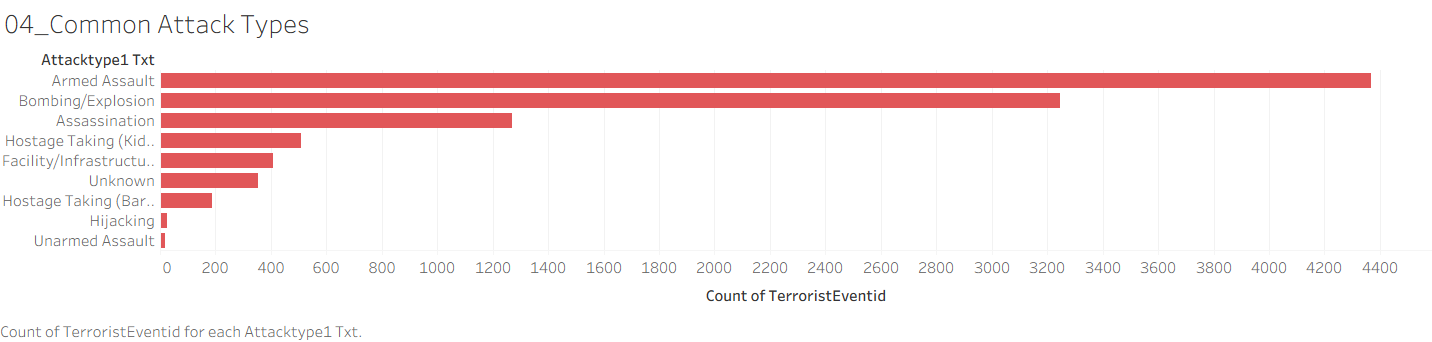 04_Common Attack Types
Attacktype1 Txt
Armed Assault
Bombing/Explosion
Assassination
Hostage Taking (Kid..
Facility/Infrastructu..
Unknown
Hostage Taking (Bar..
Hijacking
Unarmed Assault
0 200 400 600 800 1000 1200 1400 1600 1800 2000 2200 2400 2600 2800 3000 3200 3400 3600 3800 4000 4200 4400
Count of TerroristEventid
Count of TerroristEventid for each Attacktype1 Txt.